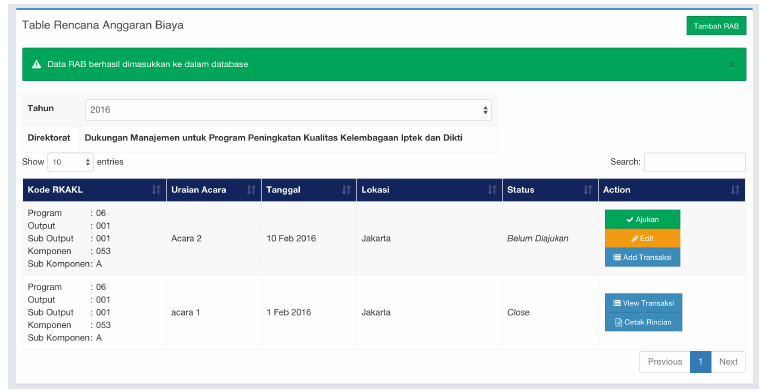 Table Rencana Anggaran Biaya
Tambah RAB
Data RAB berhasil dimasukkan ke dalam database ×
Tahun 2016
Direktorat Dukungan Manajemen untuk Program Peningkatan Kualitas Kelembagaan Iptek dan Dikti
Show 10 entries Search:
Kode RKAKL Uraian Acara Tanggal Lokasi Status Action
Program : 06
Output : 001
Sub Output : 001
Komponen : 053
Sub Komponen: A
Acara 2
10 Feb 2016
Jakarta
Belum Diajukan
Ajukan
Edit
Add Transaksi
Program : 06
Output : 001
Sub Output : 001
Komponen : 053
Sub Komponen: A
acara 1
1 Feb 2016
Jakarta
Close
View Transaksi
Cetak Rincian
Previous 1 Next